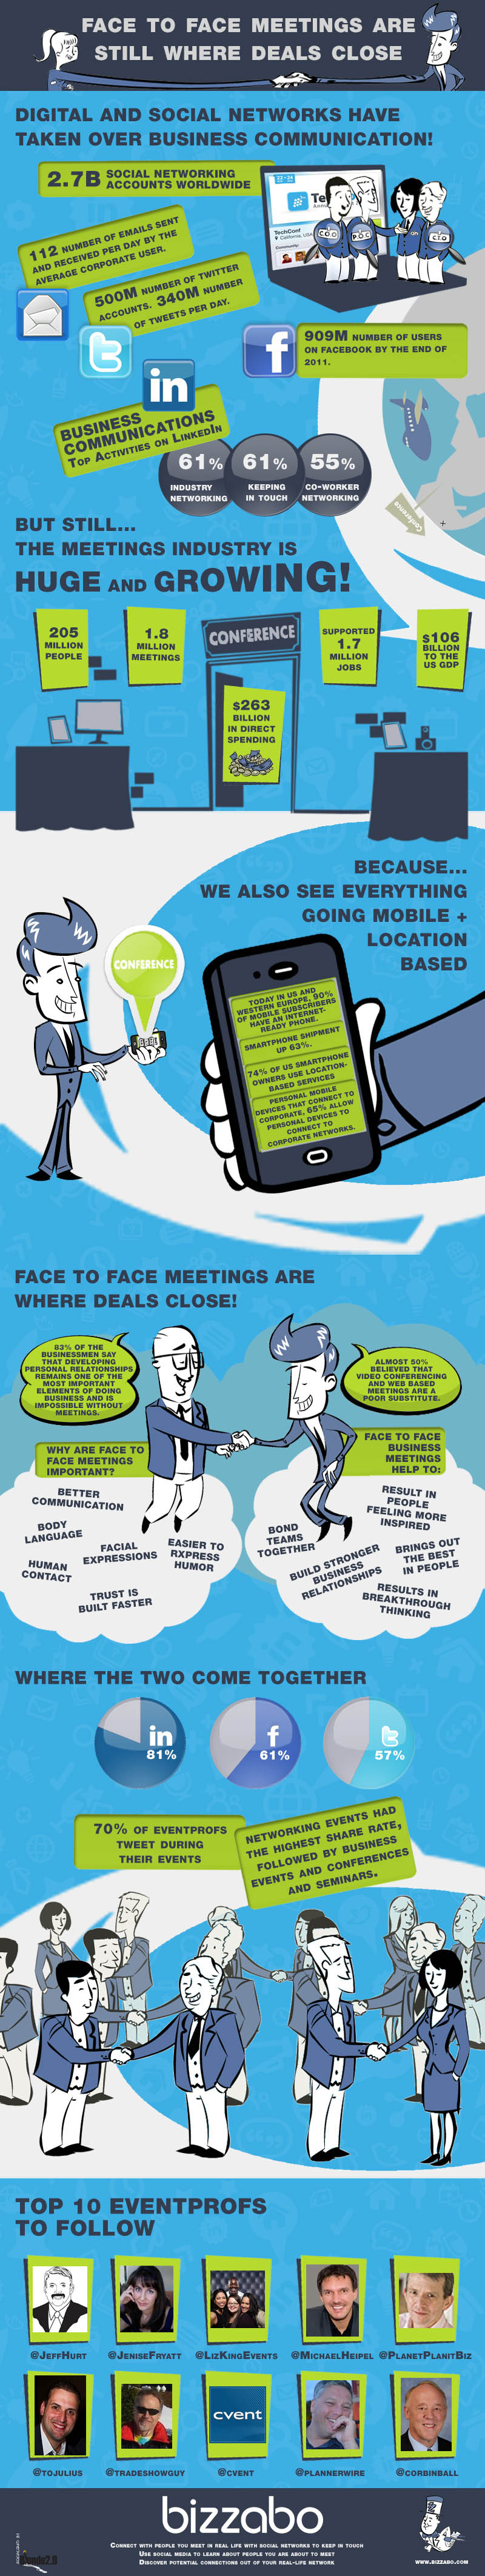 FACE TO FACE MEETINGS ARE
STILL WHERE DEALS CLOSE
DIGITAL AND SOCIAL NETWORKS HAVE
TAKEN OVER BUSINESS COMMUNICATION!
2.7B SOCIAL NETWORKING
ACCOUNTS WORLDWIDE
22-24
Te
TechConf
California, USA
Community
COO
DOC
CTO
112 NUMBER OF EMAILS SENT
AND RECEIVED PER DAY BY THE
AVERAGE CORPORATE USER.
500M NUMBER OF TWITTER
ACCOUNTS. 340M NUMBER
OF TWEETS PER DAY.
909M NUMBER OF USERS
ON FACEBOOK BY THE END OF
2011.
in
BUSINESS
COMMUNICATIONS
TOP ACTIVITIES ON LINKEDIN
61%
INDUSTRY
NETWORKING
61%
KEEPING
IN TOUCH
55%
CO-WORKER
NETWORKING
Conference
BUT STILL...
THE MEETINGS INDUSTRY IS
HUGE AND GROWING!
205
MILLION
PEOPLE
1.8
MILLION
MEETINGS
CONFERENCE
SUPPORTED
1.7
MILLION
JOBS
$106
BILLION
TO THE
US GDP
$263
BILLION
IN DIRECT
SPENDING
BECAUSE...
WE ALSO SEE EVERYTHING
GOING MOBILE +
LOCATION
BASED
CONFERENCE
TODAY IN US AND
WESTERN EUROPE, 90%
OF MOBILE SUBSCRIBERS
HAVE AN INTERNET-
READY PHONE.
SMARTPHONE SHIPMENT
UP 63%.
74% OF US SMARTPHONE
OWNERS USE LOCATION-
BASED SERVICES
PERSONAL MOBILE
DEVICES THAT CONNECT TO
CORPORATE, 65% ALLOW
PERSONAL DEVICES TO
CONNECT TO
CORPORATE NETWORKS.
FACE TO FACE MEETINGS ARE
WHERE DEALS CLOSE!
83% OF THE
BUSINESSMEN SAY
THAT DEVELOPING
PERSONAL RELATIONSHIPS
REMAINS ONE OF THE
MOST IMPORTANT
ELEMENTS OF DOING
BUSINESS AND IS
IMPOSSIBLE WITHOUT
MEETINGS.
ALMOST 50%
BELIEVED THAT
VIDEO CONFERENCING
AND WEB BASED
MEETINGS ARE A
POOR SUBSTITUTE.
WHY ARE FACE TO
FACE MEETINGS
IMPORTANT?
BETTER
COMMUNICATION
BODY
LANGUAGE
FACIAL
EXPRESSIONS
EASIER TO
RXPRESS
HUMOR
HUMAN
CONTACT
TRUST IS
BUILT FASTER
FACE TO FACE
BUSINESS
MEETINGS
HELP TO:
RESULT IN
PEOPLE
FEELING MORE
INSPIRED
BOND
TEAMS
TOGETHER
BUILD STRONGER
BUSINESS
RELATIONSHIPS
BRINGS OUT
THE BEST
IN PEOPLE
RESULTS IN
BREAKTHROUGH
THINKING
WHERE THE TWO COME TOGETHER
in
81%
f
61%
57%
70% OF EVENTPROFS
TWEET DURING
THEIR EVENTS
NETWORKING EVENTS HAD
THE HIGHEST SHARE RATE,
FOLLOWED BY BUSINESS
EVENTS AND CONFERENCES
AND SEMINARS.
TOP 10 EVENTPROFS
TO FOLLOW
@JEFFHURT @JENISEFRYATT @LIZKINGEVENTS @MICHAELHEIPEL @PLANETPLANITBIZ
cvent
@TOJULIUS @TRADESHOWGUY @CVENT @PLANNERWIRE @CORBINBALL
bizzabo
CONNECT WITH PEOPLE YOU MEET IN REAL LIFE WITH SOCIAL NETWORKS TO KEEP IN TOUCH
USE SOCIAL MEDIA TO LEARN ABOUT PEOPLE YOU ARE ABOUT TO MEET
DISCOVER POTENTIAL CONNECTIONS OUT OF YOUR REAL-LIFE NETWORK
WWW.BIZZABO.COM